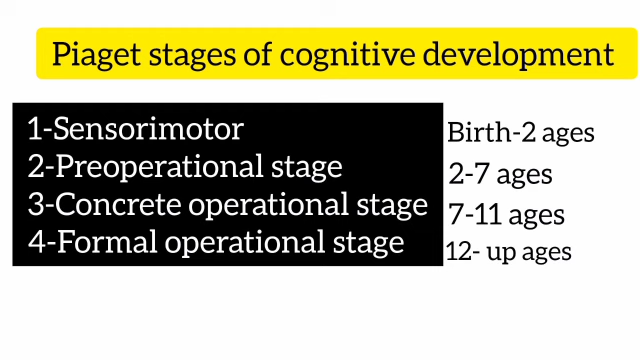 Piaget stages of cognitive development
1-Sensorimotor Birth-2 ages
2-Preoperational stage 2-7 ages
3-Concrete operational stage 7-11 ages
4-Formal operational stage 12- up ages